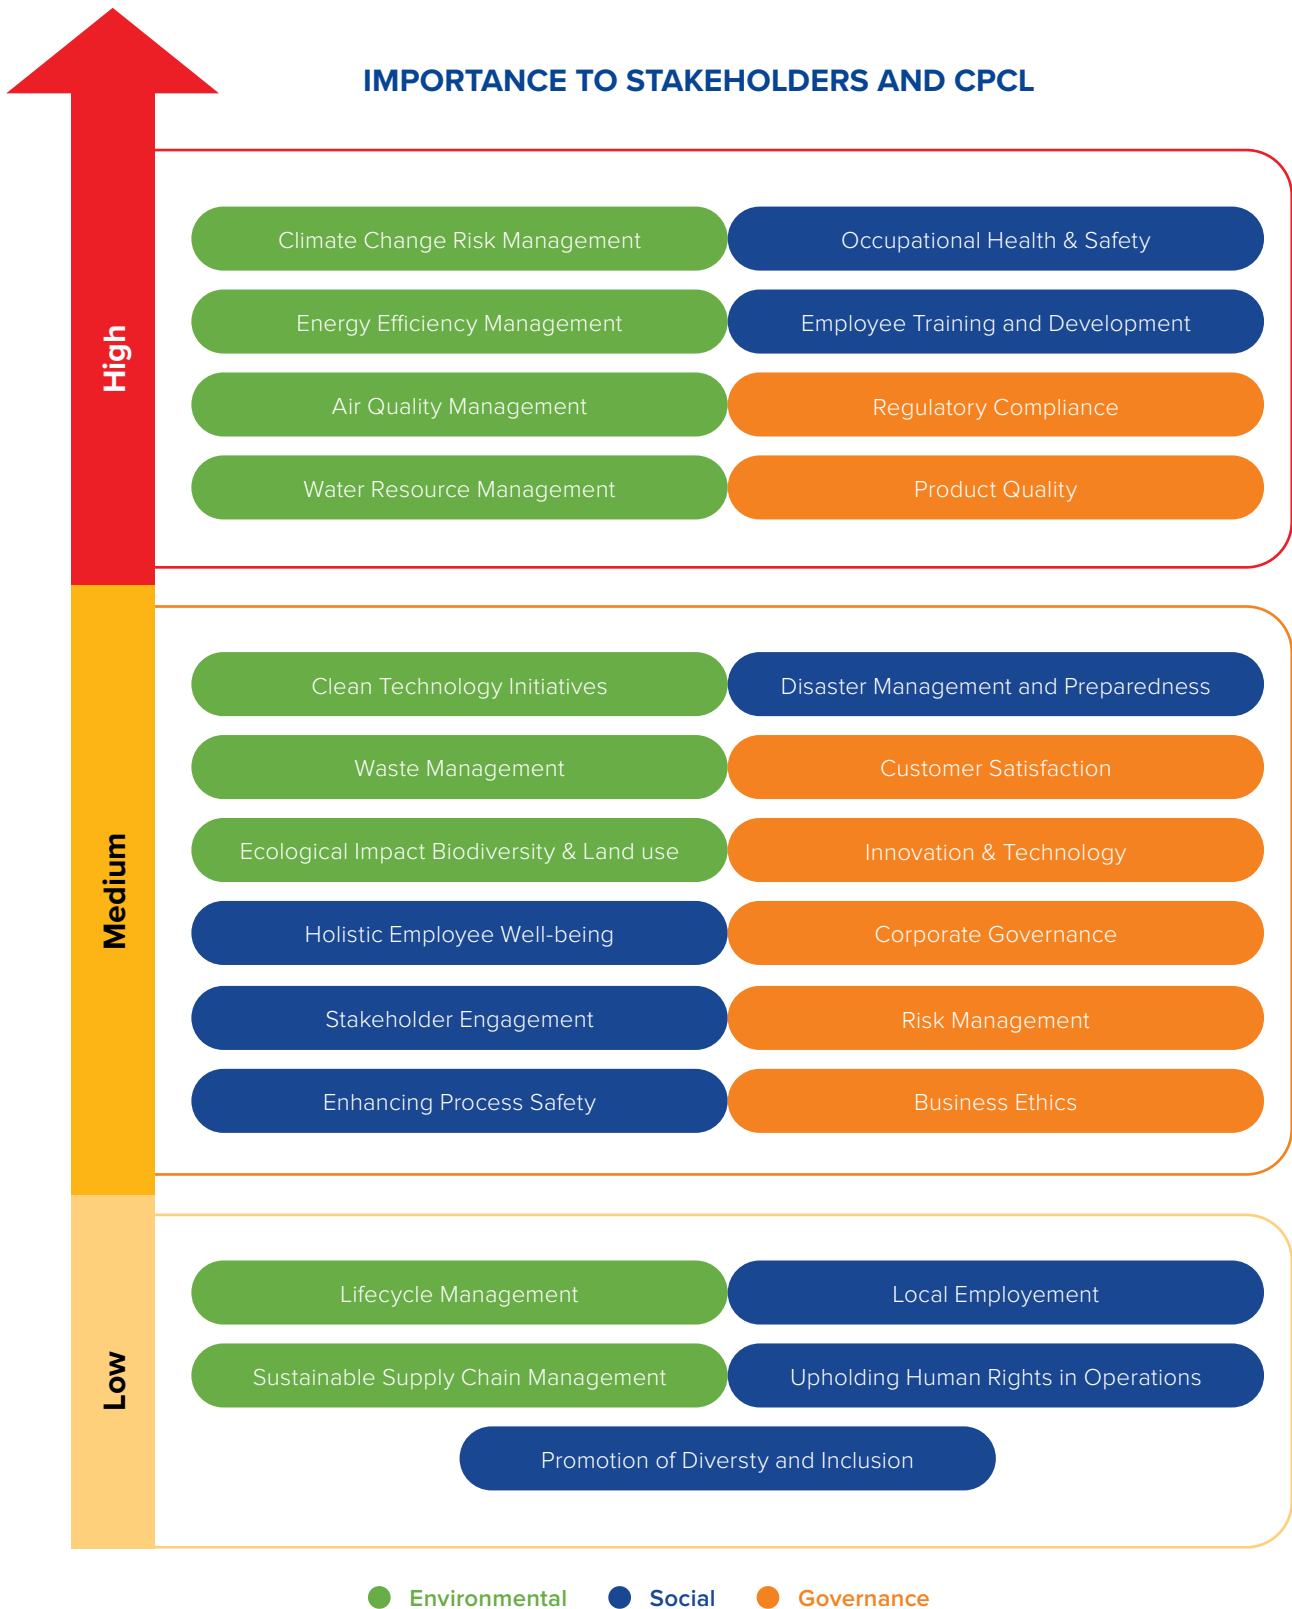 IMPORTANCE TO STAKEHOLDERS AND CPCL
High
Climate Change Risk Management
Occupational Health & Safety
Energy Efficiency Management
Employee Training and Development
Air Quality Management
Regulatory Compliance
Water Resource Management
Product Quality
Medium
Clean Technology Initiatives
Disaster Management and Preparedness
Waste Management
Customer Satisfaction
Ecological Impact Biodiversity & Land use
Innovation & Technology
Holistic Employee Well-being
Corporate Governance
Stakeholder Engagement
Risk Management
Enhancing Process Safety
Business Ethics
Low
Lifecycle Management
Local Employement
Sustainable Supply Chain Management
Upholding Human Rights in Operations
Promotion of Diversty and Inclusion
Environmental
Social
Governance